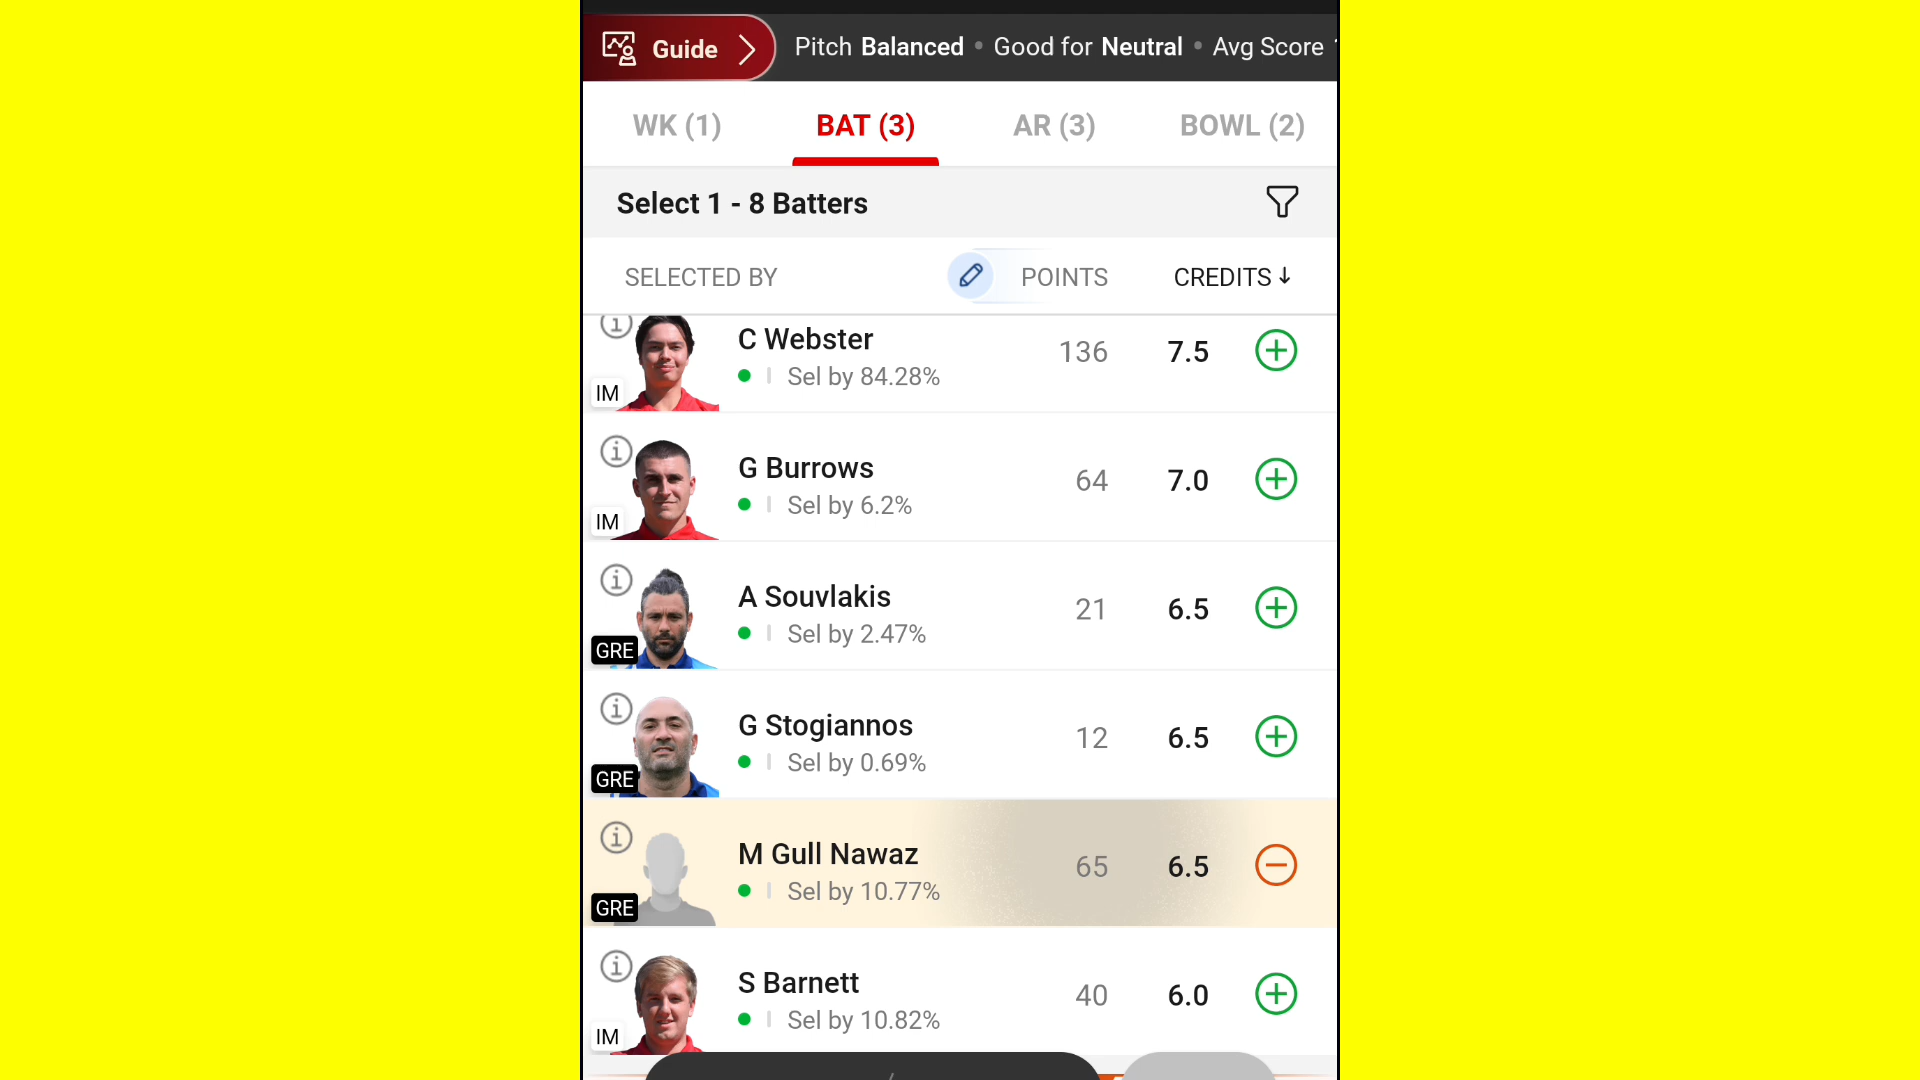 Guide
Pitch Balanced • Good for Neutral • Avg Score
WK (1) BAT (3) AR (3) BOWL (2)
Select 1 - 8 Batters
SELECTED BY POINTS CREDITS ↓
C Webster 136 7.5
IM Sel by 84.28%
G Burrows 64 7.0
IM Sel by 6.2%
A Souvlakis 21 6.5
GRE Sel by 2.47%
G Stogiannos 12 6.5
GRE Sel by 0.69%
M Gull Nawaz 65 6.5
GRE Sel by 10.77%
S Barnett 40 6.0
IM Sel by 10.82%